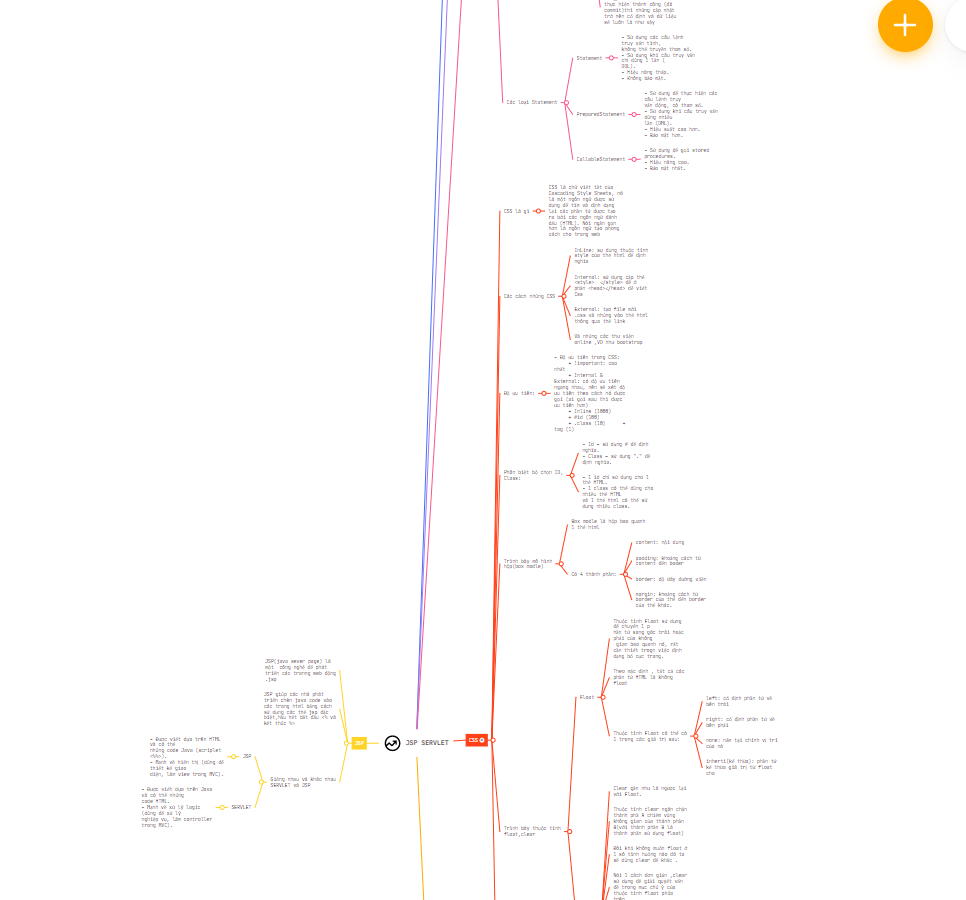 thực hiện thành công (đã
commit)thì những cập nhật
trở nên cố định và dữ liệu
sẽ luôn là như vậy
- Sử dụng các câu lệnh
truy vấn tĩnh,
không thể truyền tham số.
- Sử dụng khi câu truy vấn
chỉ dùng 1 lần (
DDL).
- Hiệu năng thấp.
- Không bảo mật.
Statement
Các loại Statement
- Sử dụng để thực hiện các
câu lệnh truy
vấn động, có tham số.
- Sử dụng khi câu truy vấn
dùng nhiều
lần (DML).
- Hiệu suất cao hơn.
- Bảo mật hơn.
PreparedStatement
- Sử dụng để gọi stored
procedures.
- Hiệu năng cao.
- Bảo mật nhất.
CallableStatement
CSS là gì
CSS là chữ viết tắt của
Cascading Style Sheets, nó
là một ngôn ngữ được sử
dụng để tìm và định dạng
lại các phần tử được tạo
ra bởi các ngôn ngữ đánh
dấu (HTML). Nói ngắn gọn
hơn là ngôn ngữ tạo phong
cách cho trang web
Các cách nhúng CSS
InLine: sử dụng thuộc tính
style của thẻ html để định
nghĩa
Internal: sử dụng cặp thẻ
<style> </style> để ở
phần <head></head> để viết
Css
External: tạo file mới
.css và nhúng vào thẻ html
thông qua thẻ link
Và những các thư viện
online ,VD như bootstrap
Độ ưu tiên:
- Độ ưu tiên trong CSS:
+ !important: cao
nhất
+ Internal &
External: có độ ưu tiên
ngang nhau, nên sẽ xét độ
ưu tiên theo cách nó được
gọi (ai gọi sau thì được
ưu tiên hơn)
+ Inline (1000)
+ #id (100)
+ .class (10) +
tag (1)
Phân biệt bộ chọn ID,
Class:
- Id - sử dụng # để định
nghĩa.
- Class - sử dụng "." để
định nghĩa.
- 1 id chỉ sử dụng cho 1
thẻ HTML.
- 1 class có thể dùng cho
nhiều thẻ HTML
và 1 thẻ html có thể sử
dụng nhiều class.
Trình bày mô hình
hộp(box modle)
Box modle là hộp bao quanh
1 thẻ html
Có 4 thành phần:
content: nội dung
padding: khoảng cách từ
content đến boder
border: độ dày đường viền
margin: khoảng cách từ
border của thẻ đến border
của thẻ khác.
Trình bày thuộc tính
float,clear
Float
Thuộc tính Float sử dụng
để chuyển 1 p
hần tử sang góc trái hoặc
phải của không
gian bao quanh nó, rất
cần thiết trogn việc định
dạng bố cục trang.
Theo mặc định , tất cả các
phần tử HTML là không
float
Thuộc tính Float có thể có
1 trong các giá trị sau:
left: cố định phần tử về
bên trái
right: cố định phần tử về
bên phải
none: nằm tại chính vị trí
của nó
inherti(kế thừa): phần tử
kế thừa giá trị từ float
cha
Clear gần như là ngược lại
với Float.
Thuộc tính clear ngăn chặn
thành phần A chiếm vùng
không gian của thành phần
B(với thành phần B là
thành phần sử dụng float)
Đôi khi không muốn float ở
1 số tình huống nào đó ta
sẽ dùng clear để khắc .
Nói 1 cách đơn giản ,clear
sử dụng để giải quyết vấn
đề trong mục chú ý của
thuộc tính float phía
trên
JSP SERVLET
CSS
JSP
JSP(java sever page) là
một công nghệ để phát
triển các tranng web động
.jsp
JSP giúp các nhà phát
triển chèn java code vào
các trang html bằng cách
sử dụng các thẻ jsp đặc
biệt,hầu hết bắt đầu <% và
kết thúc %>
Giống nhau và khác nhau
SERVLET và JSP
JSP
- Được viết dựa trên HTML
và có thể
nhúng code Java (scriplet
<%%>).
- Mạnh về hiển thị (dùng để
thiết kế giao
diện, làm view trong MVC).
SERVLET
- Được viết dựa trên Java
và có thể nhúng
code HTML.
- Mạnh về xử lý logic
(dùng để xử lý
nghiệp vụ, làm controller
trong MVC).